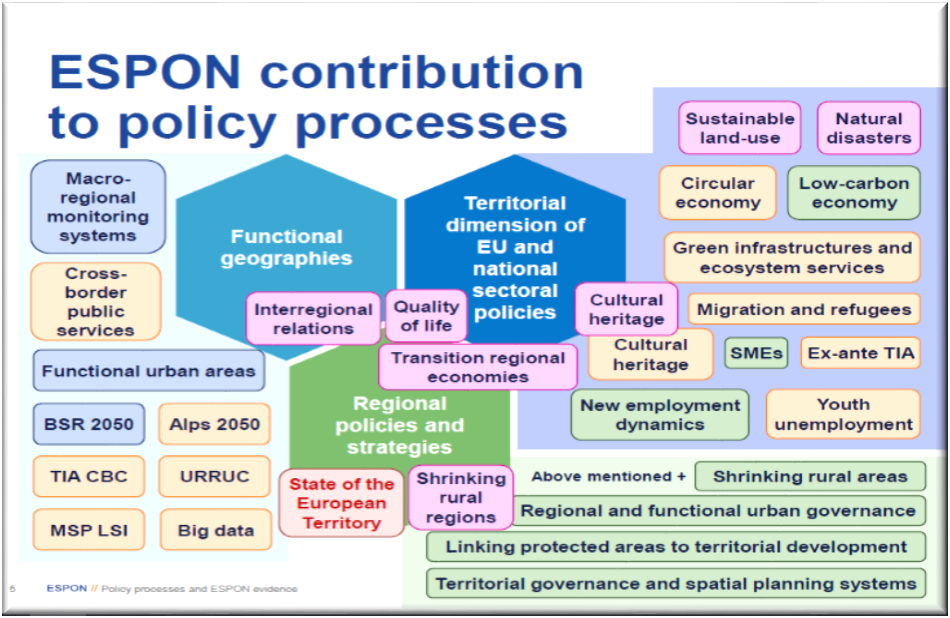 ESPON contribution
to policy processes
Macro-
regional
monitoring
systems
Cross-
border
public
services
Functional urban areas
BSR 2050
Alps 2050
TIA CBC
URRUC
MSP LSI
Big data
Functional
geographies
Interregional
relations
Quality
of life
Territorial
dimension of
EU and
national
sectoral
policies
Transition regional
economies
Regional
policies and
strategies
State of the
European
Territory
Shrinking
rural
regions
Sustainable
land-use
Natural
disasters
Circular
economy
Low-carbon
economy
Green infrastructures and
ecosystem services
Cultural
heritage
Migration and refugees
Cultural
heritage
SMEs
Ex-ante TIA
New employment
dynamics
Youth
unemployment
Above mentioned +
Shrinking rural areas
Regional and functional urban governance
Linking protected areas to territorial development
Territorial governance and spatial planning systems
5
ESPON // Policy processes and ESPON evidence